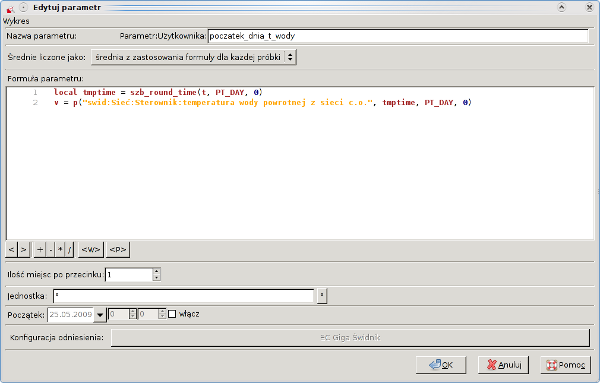 Edytuj parametr
Wykres
Nazwa parametru: Parametr:Użytkownika: poczatek_dnia_t_wody
Średnie liczone jako: średnia z zastosowania formuły dla każdej próbki
Formuła parametru:
1 local tmptime = szb_round_time(t, PT_DAY, 0)
2 v = p("swid:Sieć:Sterownik:temperatura wody powrotnej z sieci c.o.", tmptime, PT_DAY, 0)
< > + - * / <W> <P>
Ilość miejsc po przecinku: 1
Jednostka: * *
Początek: 25.05.2009 0 0 włącz
Konfiguracja odniesienia: EC Giga Swidnik
OK Anuluj Pomoc